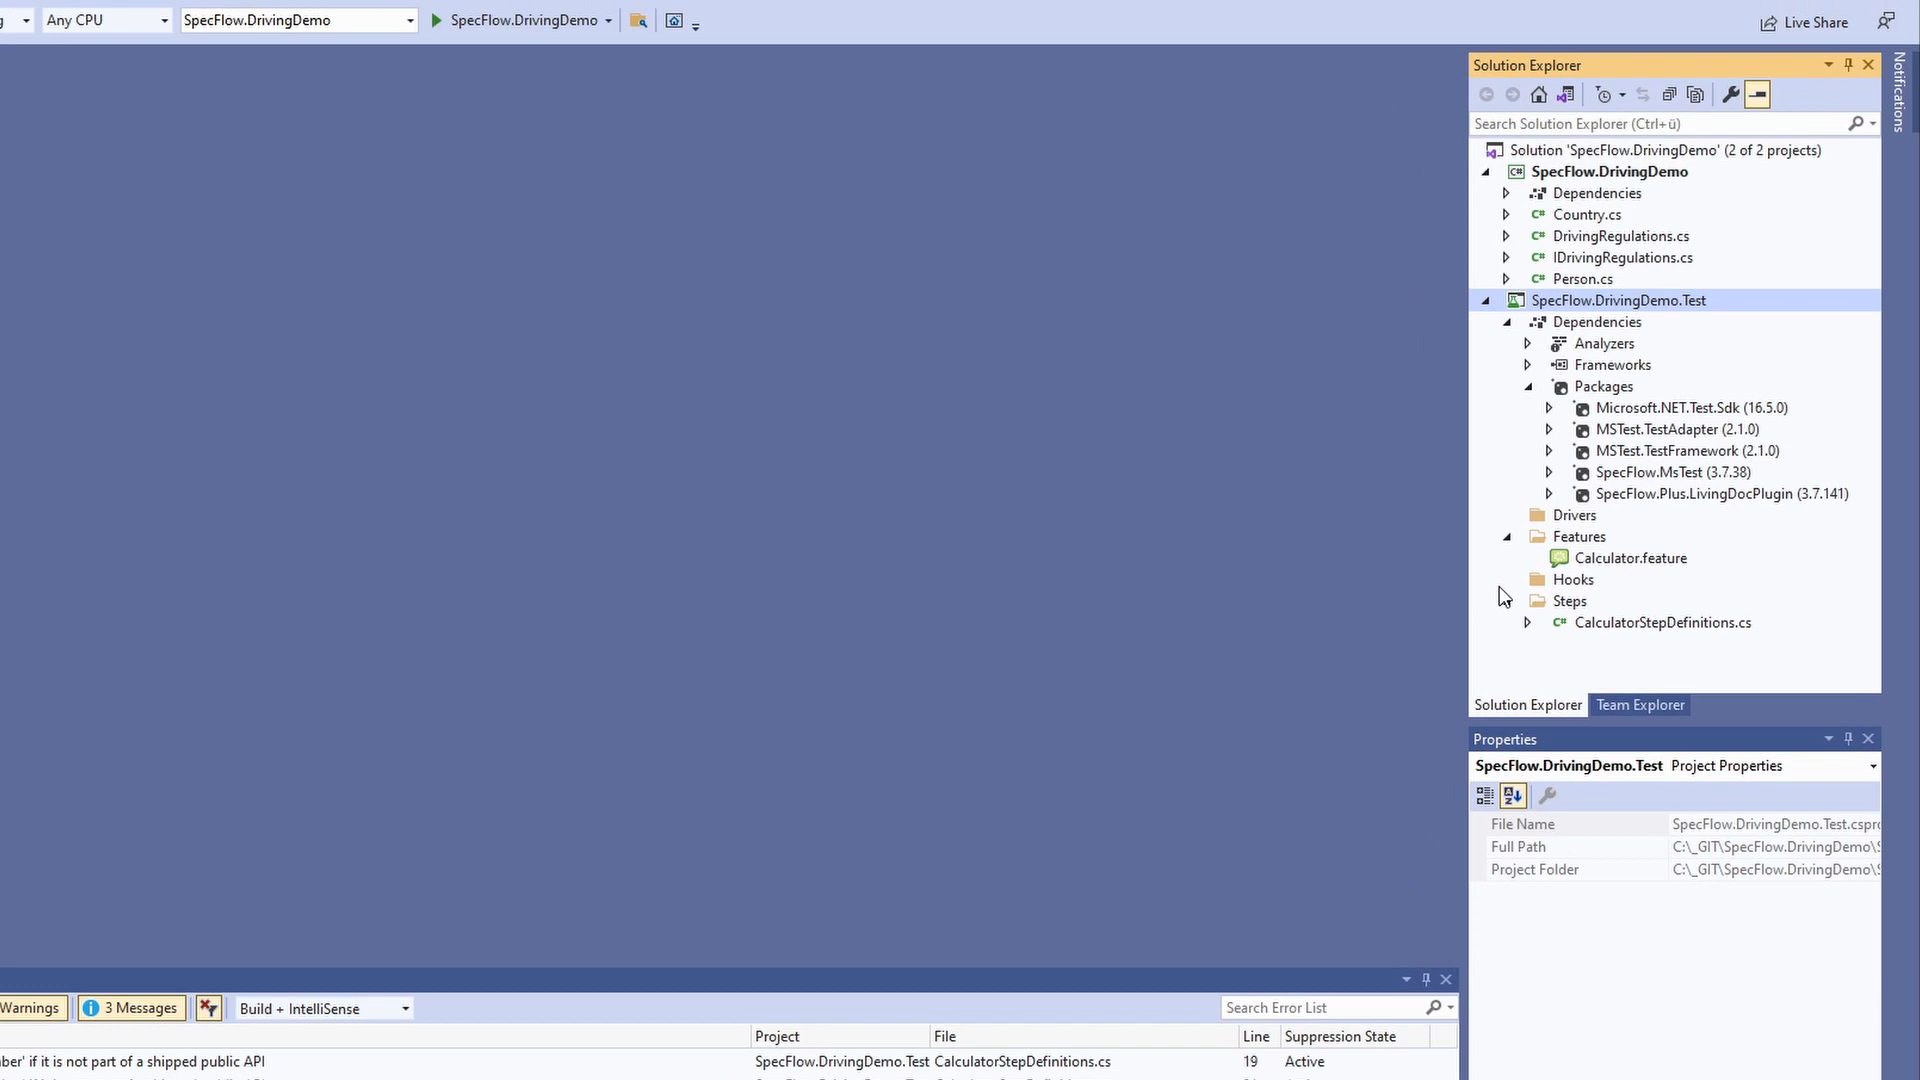 Any CPU
SpecFlow.DrivingDemo
SpecFlow.DrivingDemo
Live Share
Notifications
Solution Explorer
Search Solution Explorer (Ctrl+ü)
Solution 'SpecFlow.DrivingDemo' (2 of 2 projects)
SpecFlow.DrivingDemo
Dependencies
C# Country.cs
C# DrivingRegulations.cs
C# IDrivingRegulations.cs
C# Person.cs
SpecFlow.DrivingDemo.Test
Dependencies
Analyzers
Frameworks
Packages
Microsoft.NET.Test.Sdk (16.5.0)
MSTest.TestAdapter (2.1.0)
MSTest.TestFramework (2.1.0)
SpecFlow.MsTest (3.7.38)
SpecFlow.Plus.LivingDocPlugin (3.7.141)
Drivers
Features
Calculator.feature
Hooks
Steps
C# CalculatorStepDefinitions.cs
Solution Explorer Team Explorer
Properties
SpecFlow.DrivingDemo.Test Project Properties
File Name SpecFlow.DrivingDemo.Test.cspr
Full Path C:\_GIT\SpecFlow.DrivingDemo\
Project Folder C:\_GIT\SpecFlow.DrivingDemo\
Warnings
3 Messages
Build + IntelliSense
Search Error List
Project File Line Suppression State
ber' if it is not part of a shipped public API SpecFlow.DrivingDemo.Test CalculatorStepDefinitions.cs 19 Active